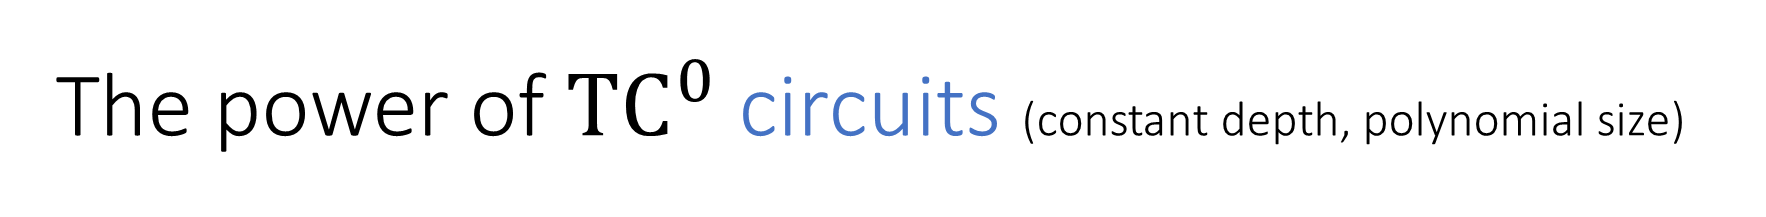 The power of TC⁰ circuits (constant depth, polynomial size)